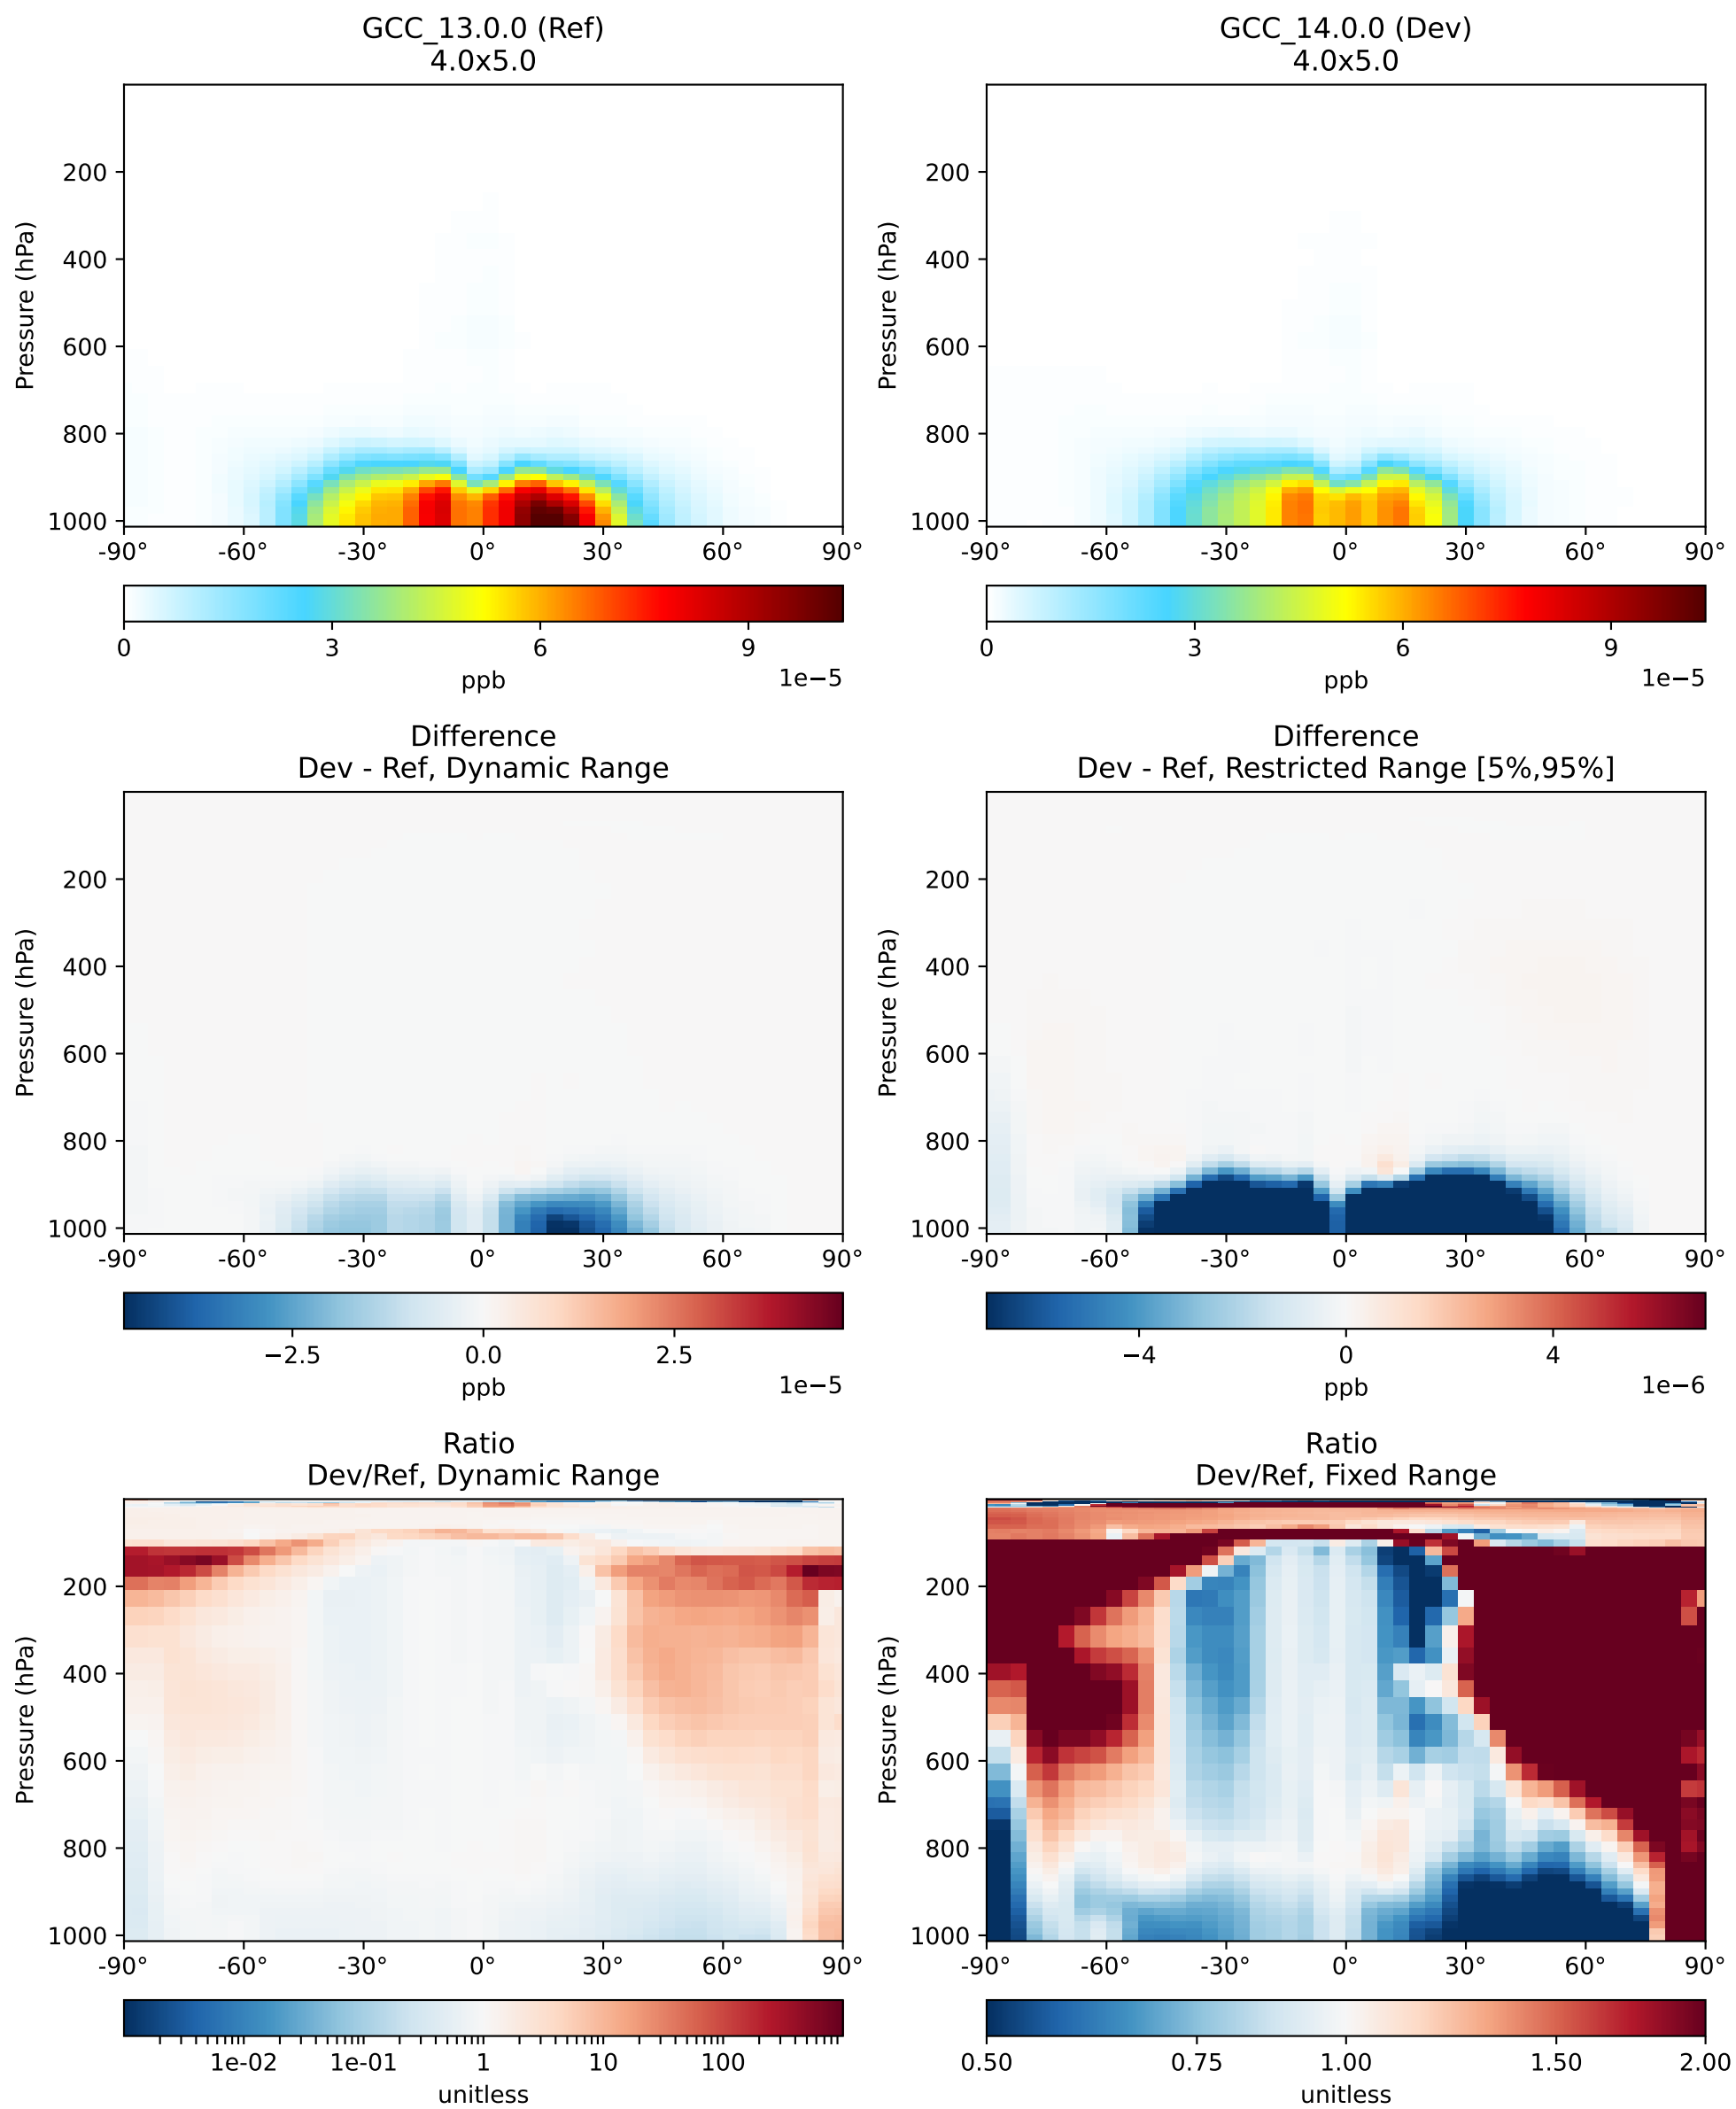 GCC_13.0.0 (Ref)
4.0x5.0
Pressure (hPa)
200
400
600
800
1000
-90° -60° -30° 0° 30° 60° 90°
0 3 6 9
1e−5
ppb
GCC_14.0.0 (Dev)
4.0x5.0
Pressure (hPa)
200
400
600
800
1000
-90° -60° -30° 0° 30° 60° 90°
0 3 6 9
1e−5
ppb
Difference
Dev - Ref, Dynamic Range
Pressure (hPa)
200
400
600
800
1000
-90° -60° -30° 0° 30° 60° 90°
−2.5 0.0 2.5
1e−5
ppb
Difference
Dev - Ref, Restricted Range [5%,95%]
Pressure (hPa)
200
400
600
800
1000
-90° -60° -30° 0° 30° 60° 90°
−4 0 4
1e−6
ppb
Ratio
Dev/Ref, Dynamic Range
Pressure (hPa)
200
400
600
800
1000
-90° -60° -30° 0° 30° 60° 90°
1e-02 1e-01 1 10 100
unitless
Ratio
Dev/Ref, Fixed Range
Pressure (hPa)
200
400
600
800
1000
-90° -60° -30° 0° 30° 60° 90°
0.50 0.75 1.00 1.50 2.00
unitless